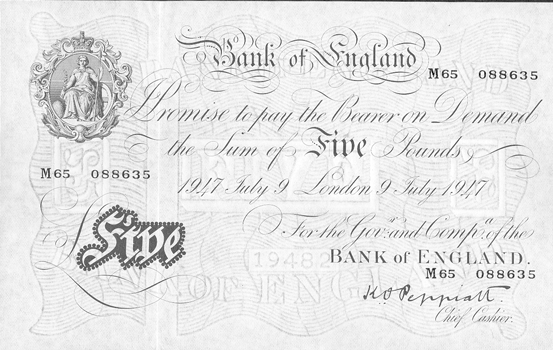 Bank of England
M65 088635
I Promise to pay the Bearer on Demand
the Sum of Five Pounds
M65 088635
1947 July 9 London 9 July 1947
£ Five
For the Govr. and Compa. of the
BANK of ENGLAND.
M65 088635
K O Peppiatt.
Chief Cashier.